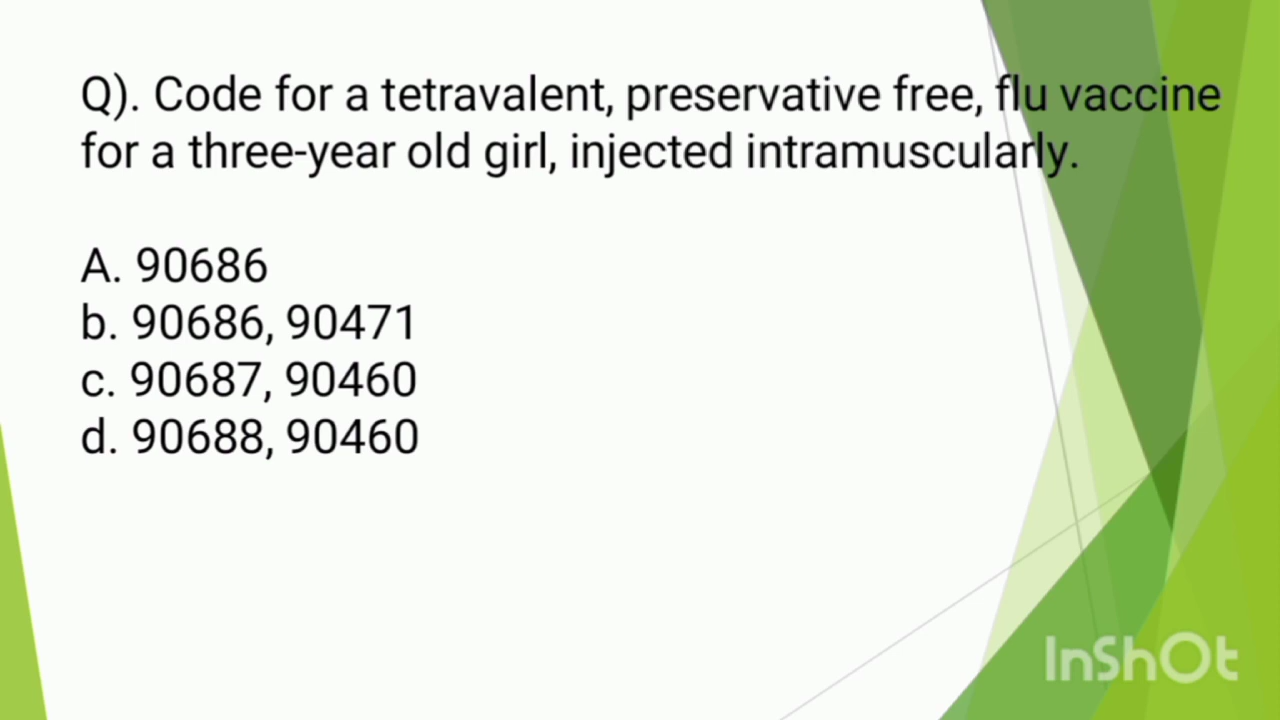 Q). Code for a tetravalent, preservative free, flu vaccine
for a three-year old girl, injected intramuscularly.
A. 90686
b. 90686, 90471
c. 90687, 90460
d. 90688, 90460
InShOt